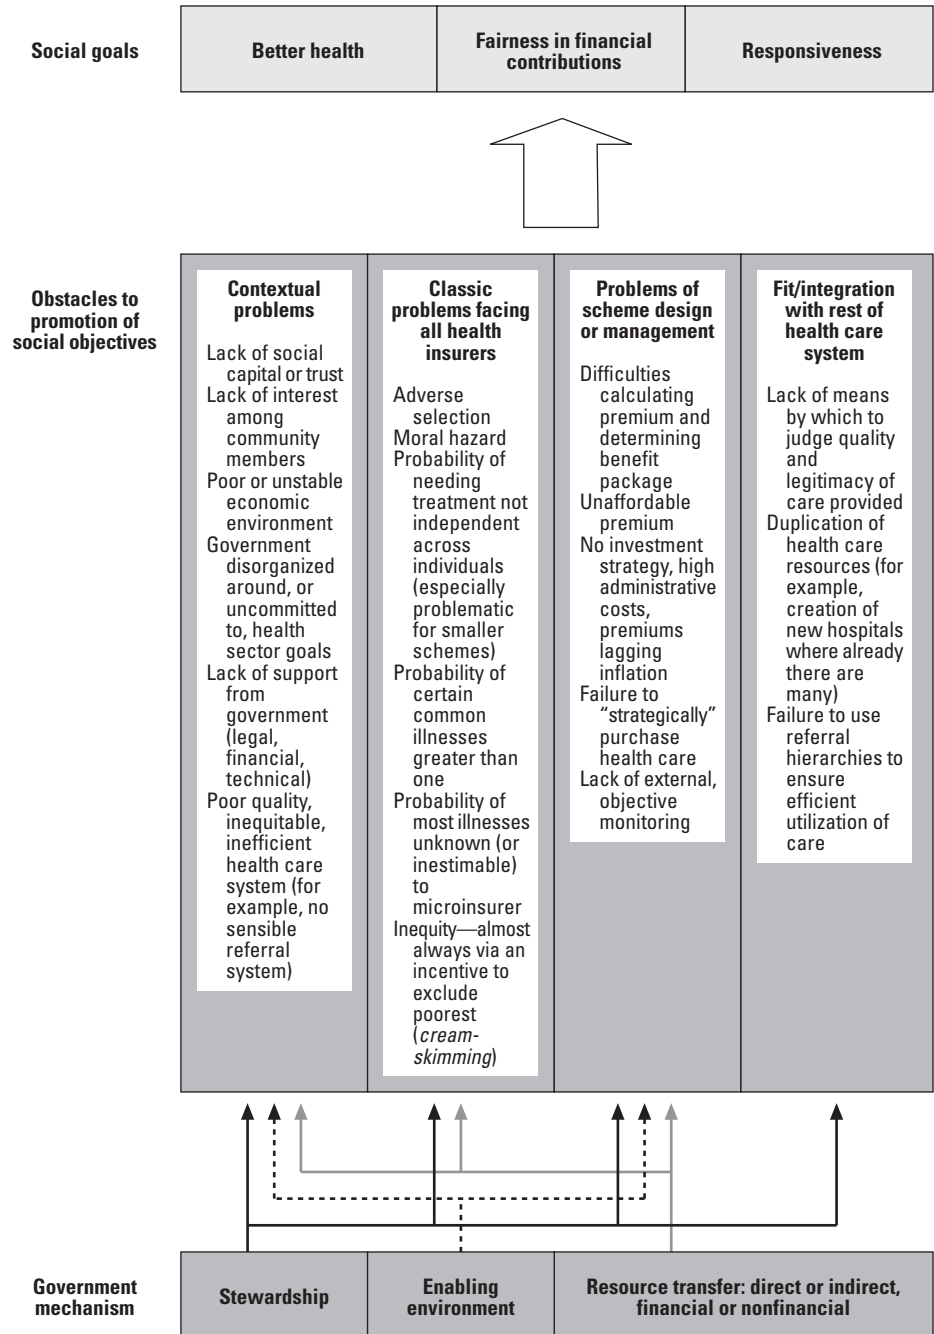 Social goals
Better health
Fairness in financial
contributions
Responsiveness
Obstacles to
promotion of
social objectives
Contextual
problems
Lack of social
capital or trust
Lack of interest
among
community
members
Poor or unstable
economic
environment
Government
disorganized
around, or
uncommitted
to, health
sector goals
Lack of support
from
government
(legal,
financial,
technical)
Poor quality,
inequitable,
inefficient
health care
system (for
example, no
sensible
referral
system)
Classic
problems facing
all health
insurers
Adverse
selection
Moral hazard
Probability of
needing
treatment not
independent
across
individuals
(especially
problematic
for smaller
schemes)
Probability of
certain
common
illnesses
greater than
one
Probability of
most illnesses
unknown (or
inestimable)
to
microinsurer
Inequity—almost
always via an
incentive to
exclude
poorest
(cream-
skimming)
Problems of
scheme design
or management
Difficulties
calculating
premium and
determining
benefit
package
Unaffordable
premium
No investment
strategy, high
administrative
costs,
premiums
lagging
inflation
Failure to
“strategically”
purchase
health care
Lack of external,
objective
monitoring
Fit/integration
with rest of
health care
system
Lack of means
by which to
judge quality
and
legitimacy of
care provided
Duplication of
health care
resources (for
example,
creation of
new hospitals
where already
there are
many)
Failure to use
referral
hierarchies to
ensure
efficient
utilization of
care
Government
mechanism
Stewardship
Enabling
environment
Resource transfer: direct or indirect,
financial or nonfinancial